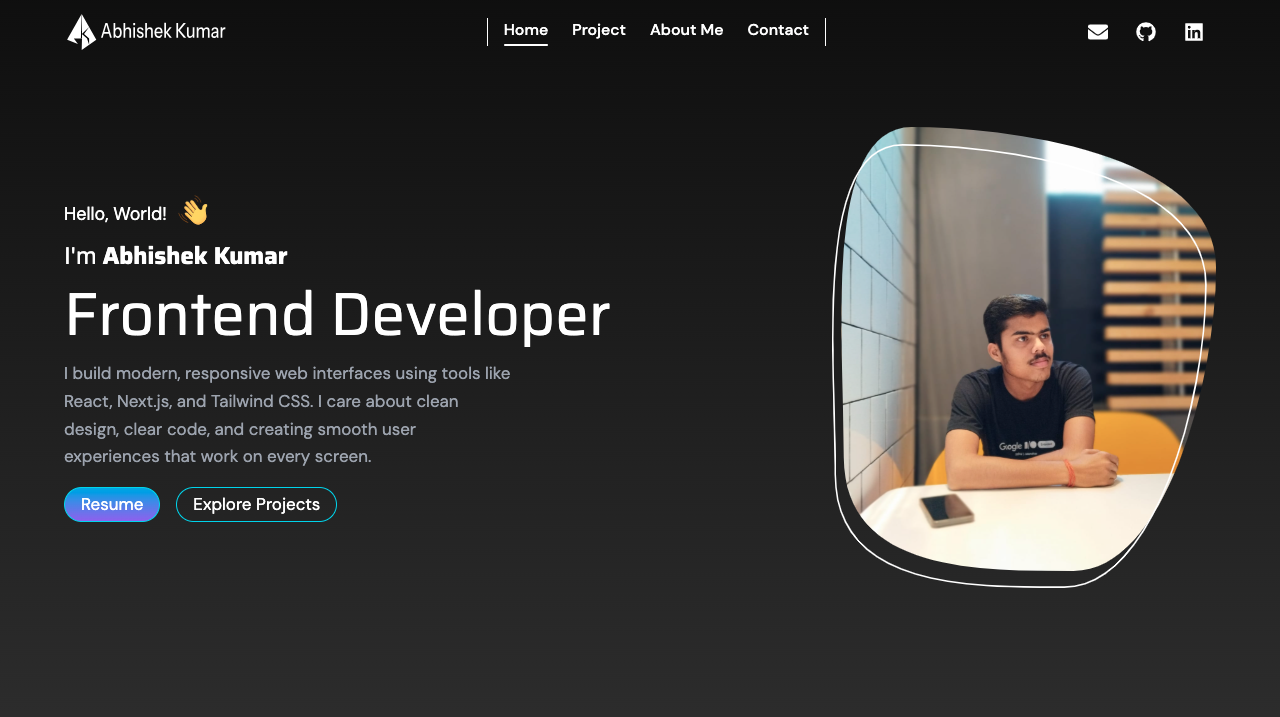 Abhishek Kumar
Home Project About Me Contact
Hello, World! 👋
I'm Abhishek Kumar
Frontend Developer
I build modern, responsive web interfaces using tools like
React, Next.js, and Tailwind CSS. I care about clean
design, clear code, and creating smooth user
experiences that work on every screen.
Resume Explore Projects
Google I/O